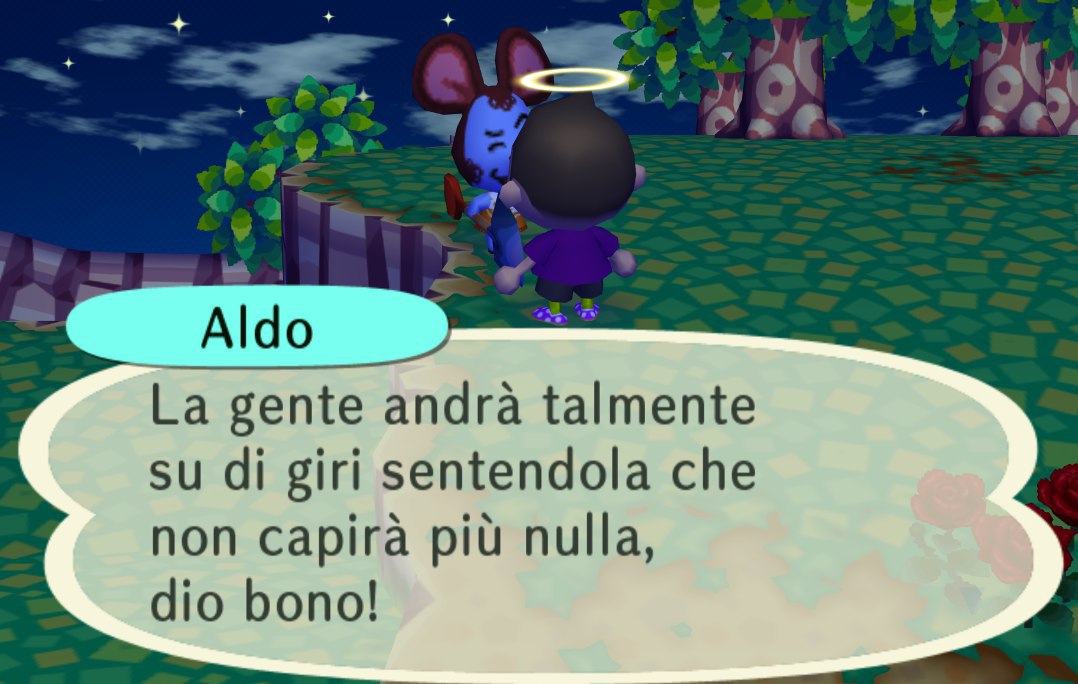 Aldo
La gente andrà talmente
su di giri sentendola che
non capirà più nulla,
dio bono!